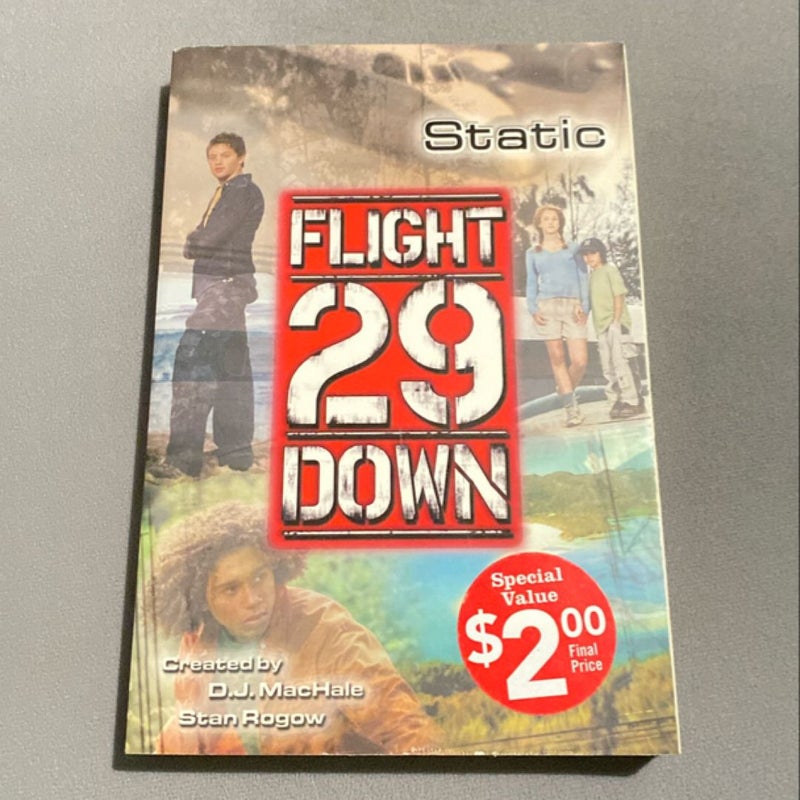 Static
FLIGHT
29
DOWN
Special
Value
$2.00
Final
Price
Created by
D.J. MacHale
Stan Rogow